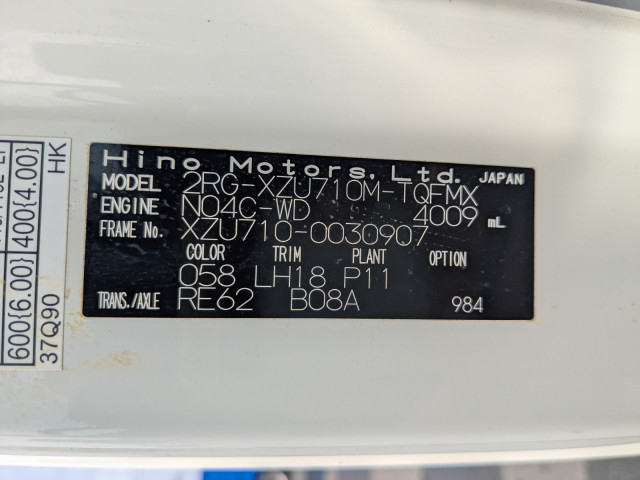 Hino Motors, Ltd. JAPAN
MODEL 2RG-XZU710M-TQFMX
ENGINE N04C-WD 4009 mL
FRAME No. XZU710-0030907
COLOR TRIM PLANT OPTION
058 LH18 P11
TRANS./AXLE RE62 B08A 984
600{6.00} 400{4.00}
37Q90 HK